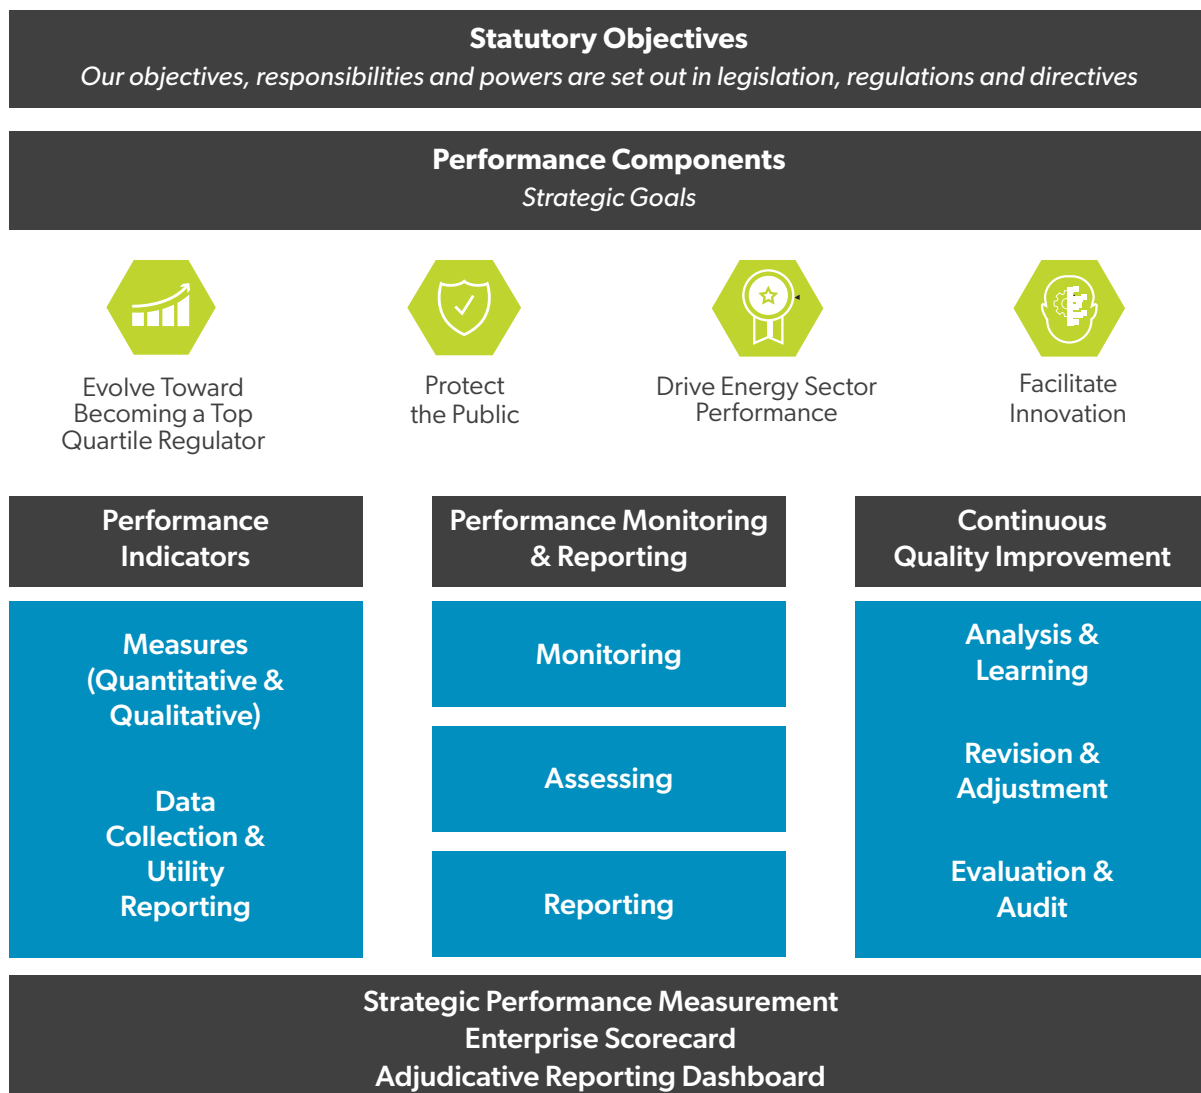 Statutory Objectives
Our objectives, responsibilities and powers are set out in legislation, regulations and directives
Performance Components
Strategic Goals
Evolve Toward
Becoming a Top
Quartile Regulator
Protect
the Public
Drive Energy Sector
Performance
Facilitate
Innovation
Performance
Indicators
Measures
(Quantitative &
Qualitative)
Data
Collection &
Utility
Reporting
Performance Monitoring
& Reporting
Monitoring
Assessing
Reporting
Continuous
Quality Improvement
Analysis &
Learning
Revision &
Adjustment
Evaluation &
Audit
Strategic Performance Measurement
Enterprise Scorecard
Adjudicative Reporting Dashboard